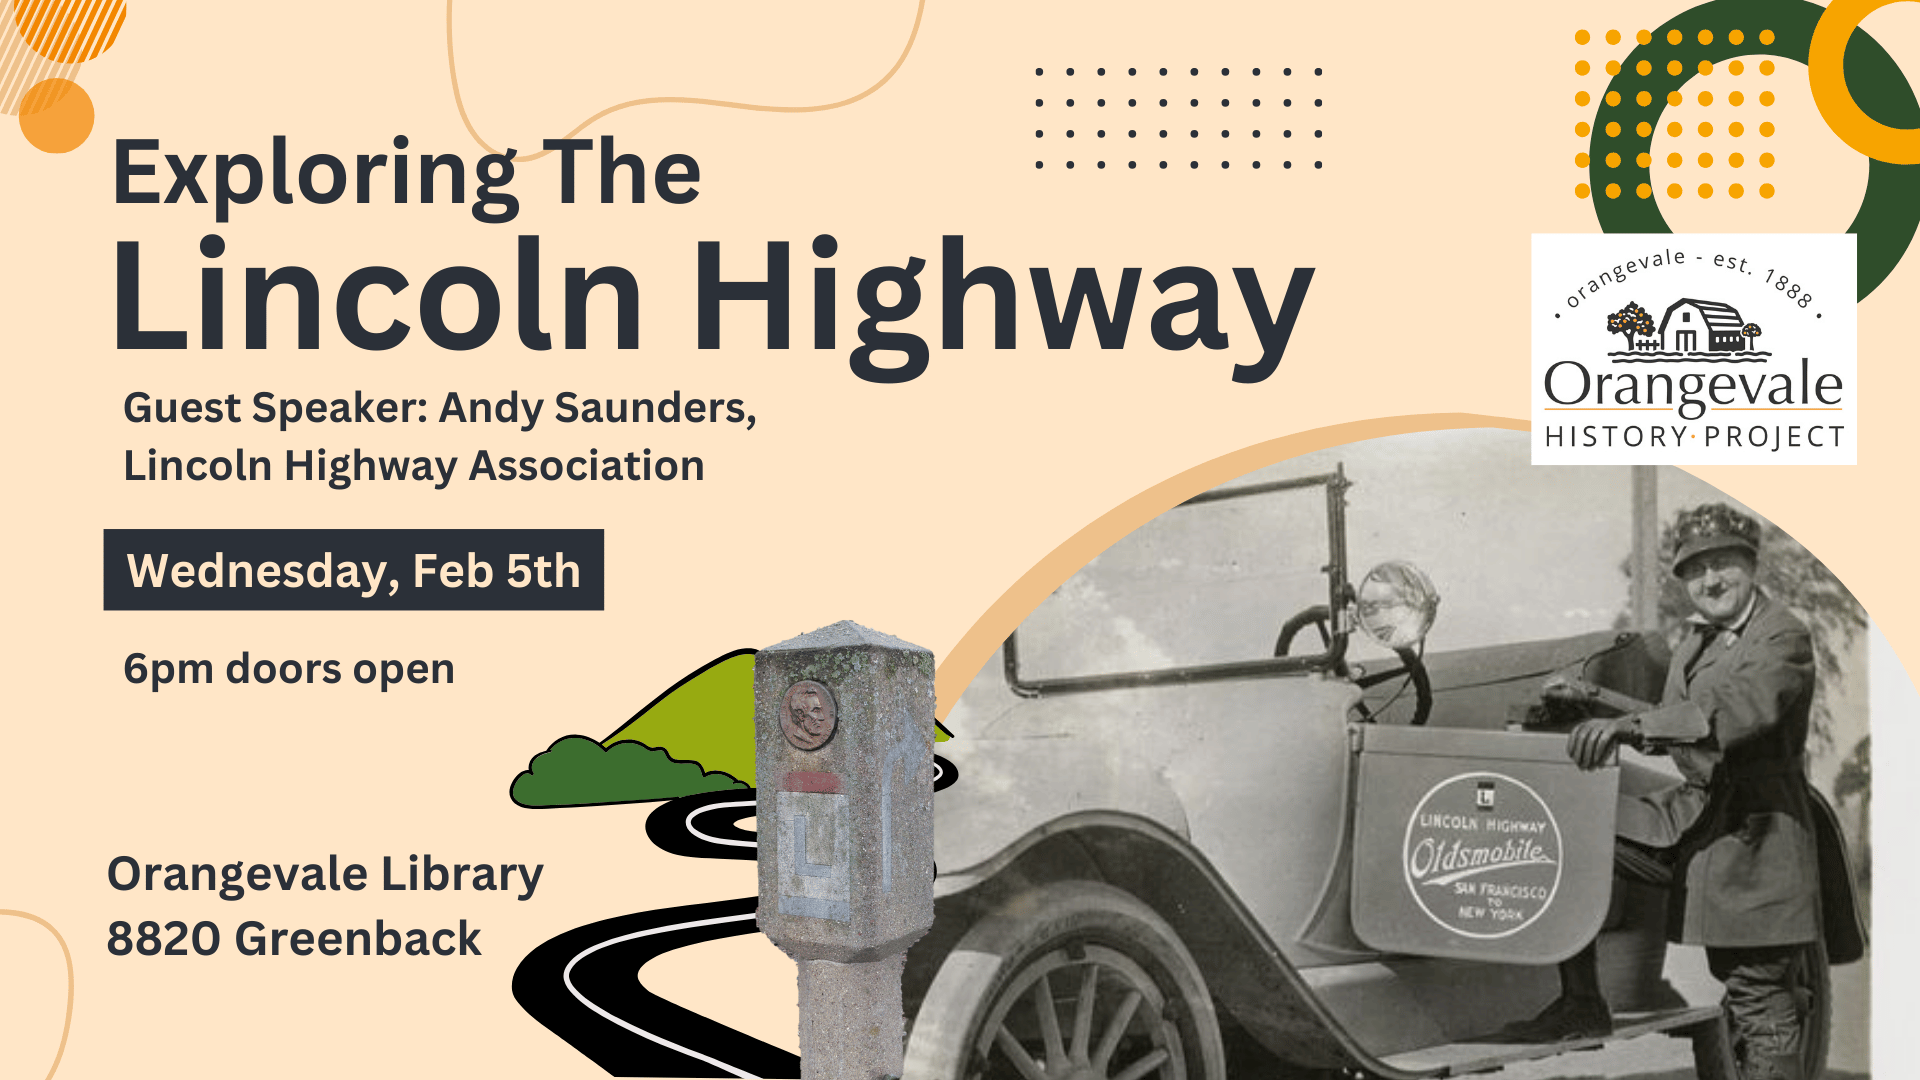 Exploring The
Lincoln Highway
Guest Speaker: Andy Saunders,
Lincoln Highway Association
Wednesday, Feb 5th
6pm doors open
Orangevale Library
8820 Greenback
• orangevale - est. 1888 •
Orangevale
HISTORY·PROJECT
L
L
LINCOLN HIGHWAY
Oldsmobile
SAN FRANCISCO
TO
NEW YORK